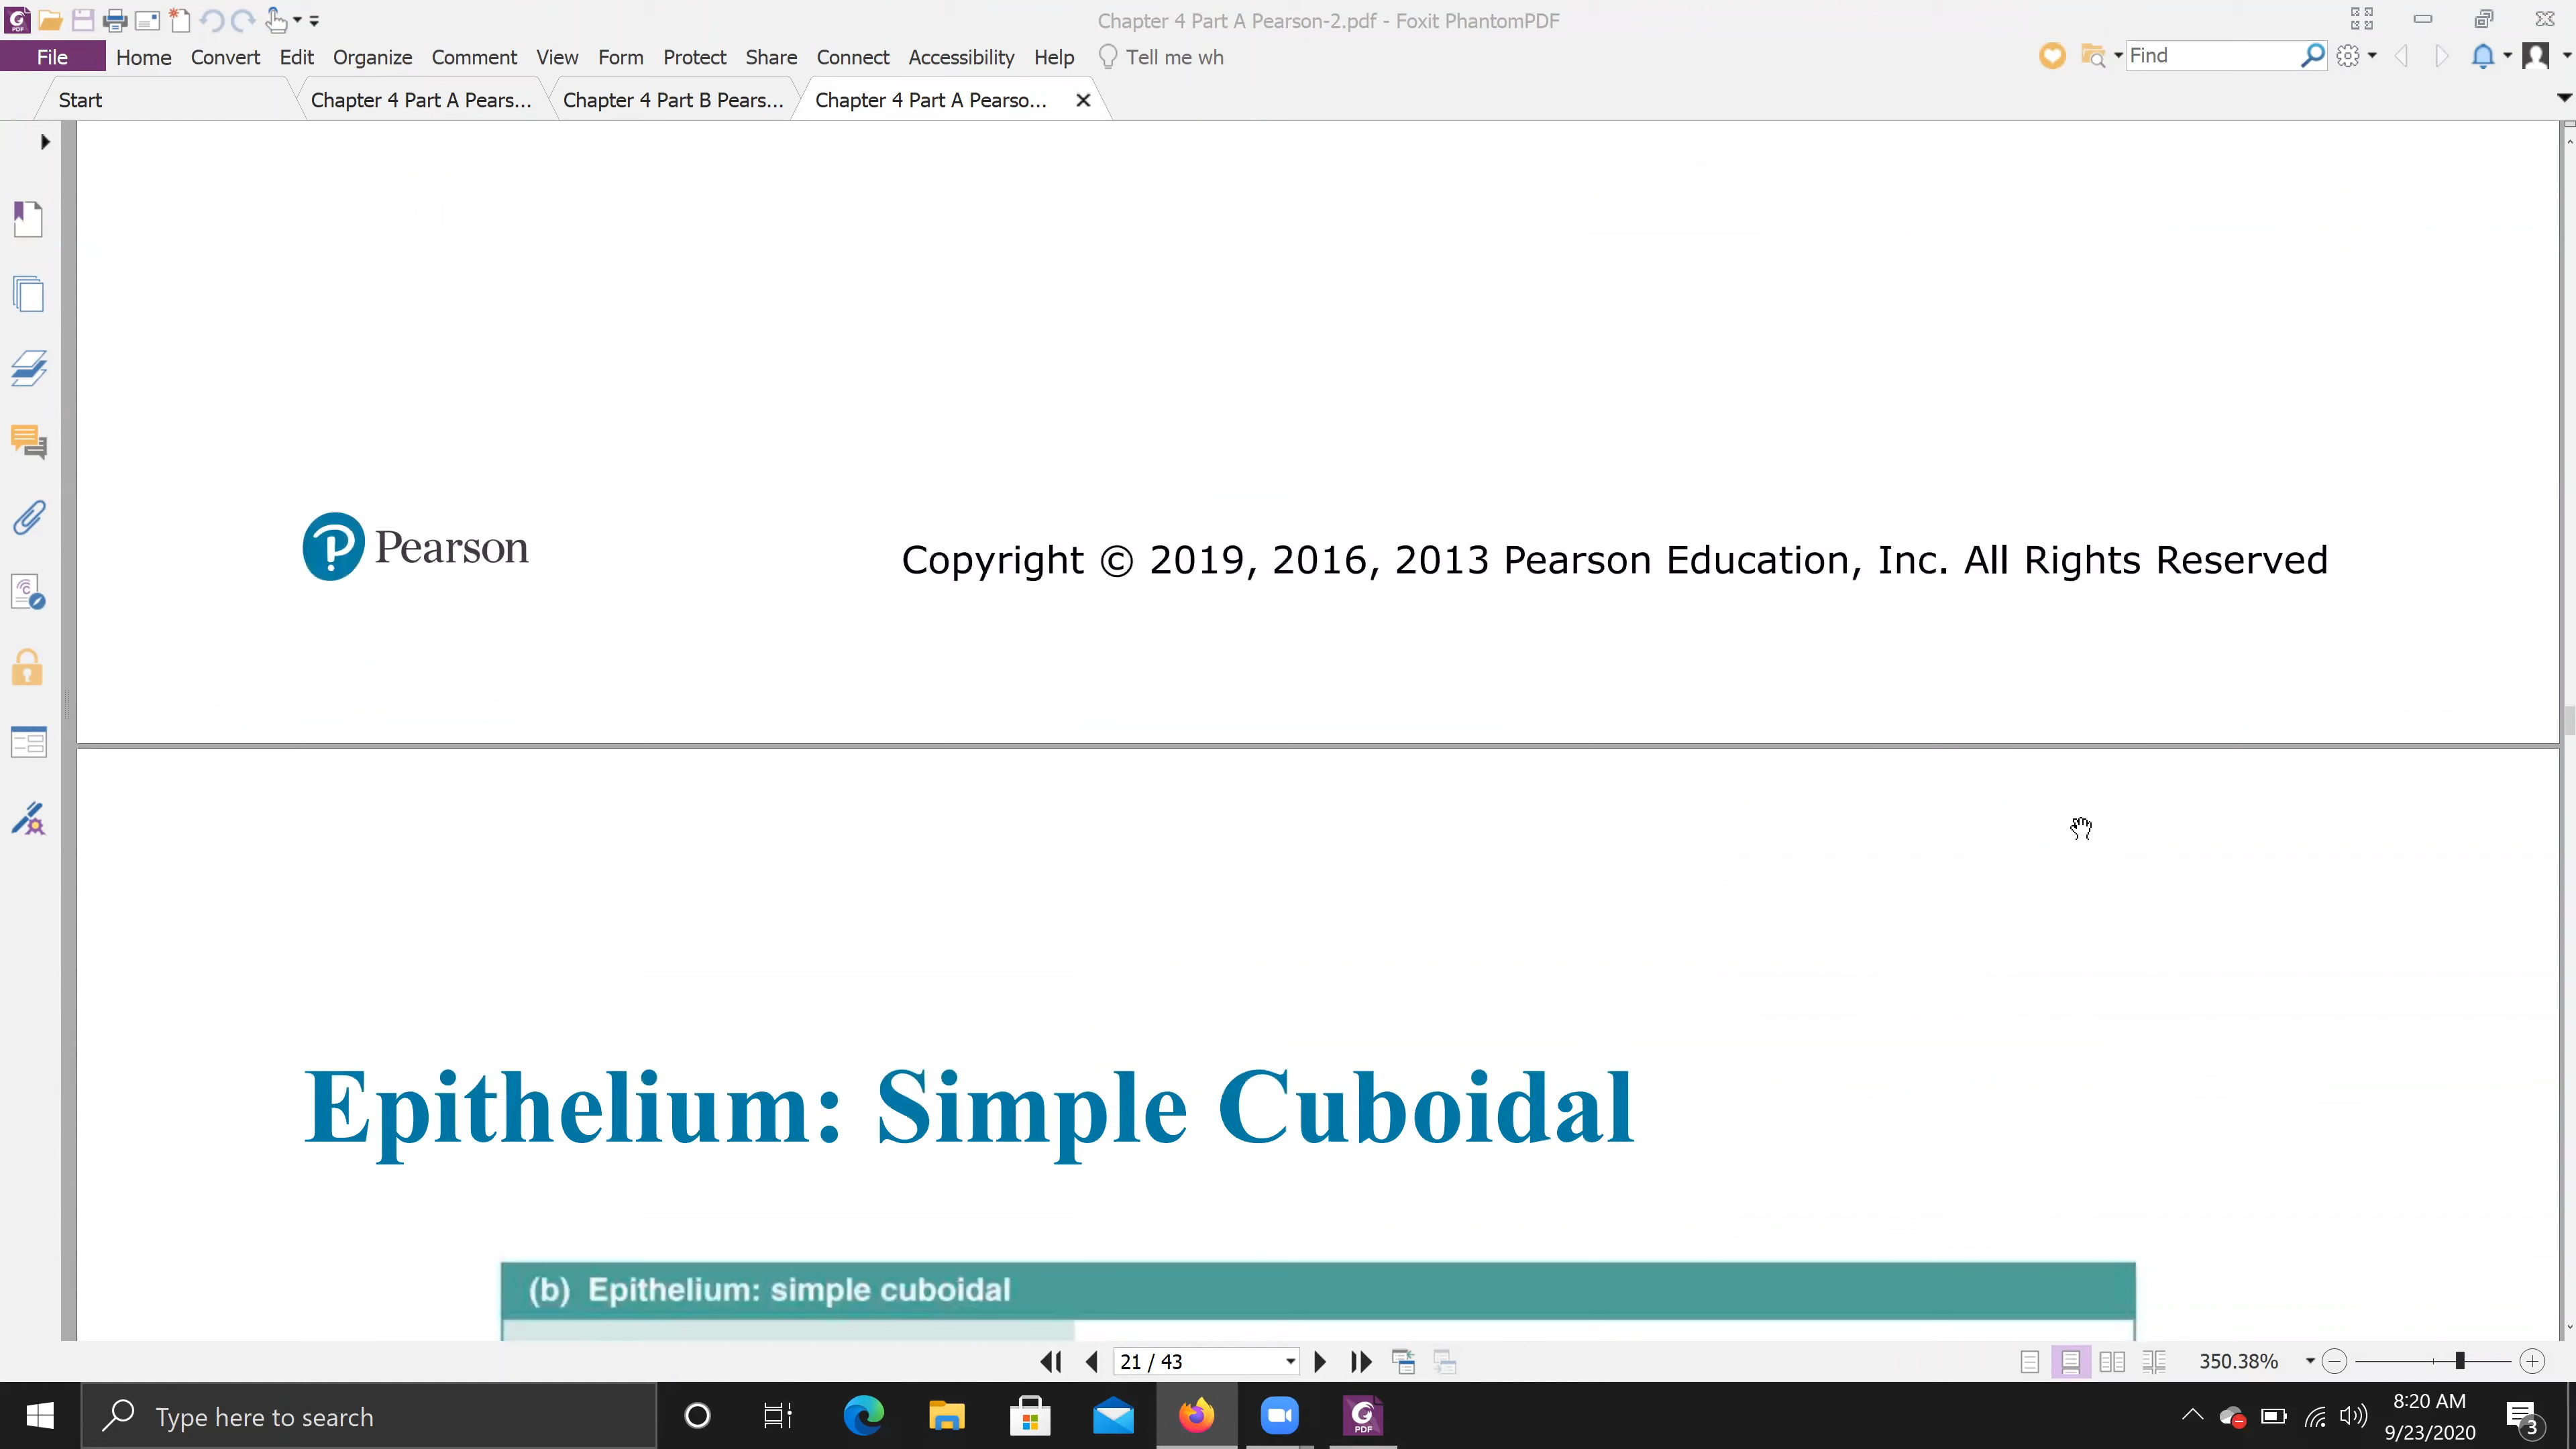 Chapter 4 Part A Pearson-2.pdf - Foxit PhantomPDF
File Home Convert Edit Organize Comment View Form Protect Share Connect Accessibility Help Tell me wh Find
Start Chapter 4 Part A Pears... Chapter 4 Part B Pears... Chapter 4 Part A Pearso...
Pearson Copyright © 2019, 2016, 2013 Pearson Education, Inc. All Rights Reserved
Epithelium: Simple Cuboidal
(b) Epithelium: simple cuboidal
21 / 43 350.38%
Type here to search PDF 8:20 AM
9/23/2020 3